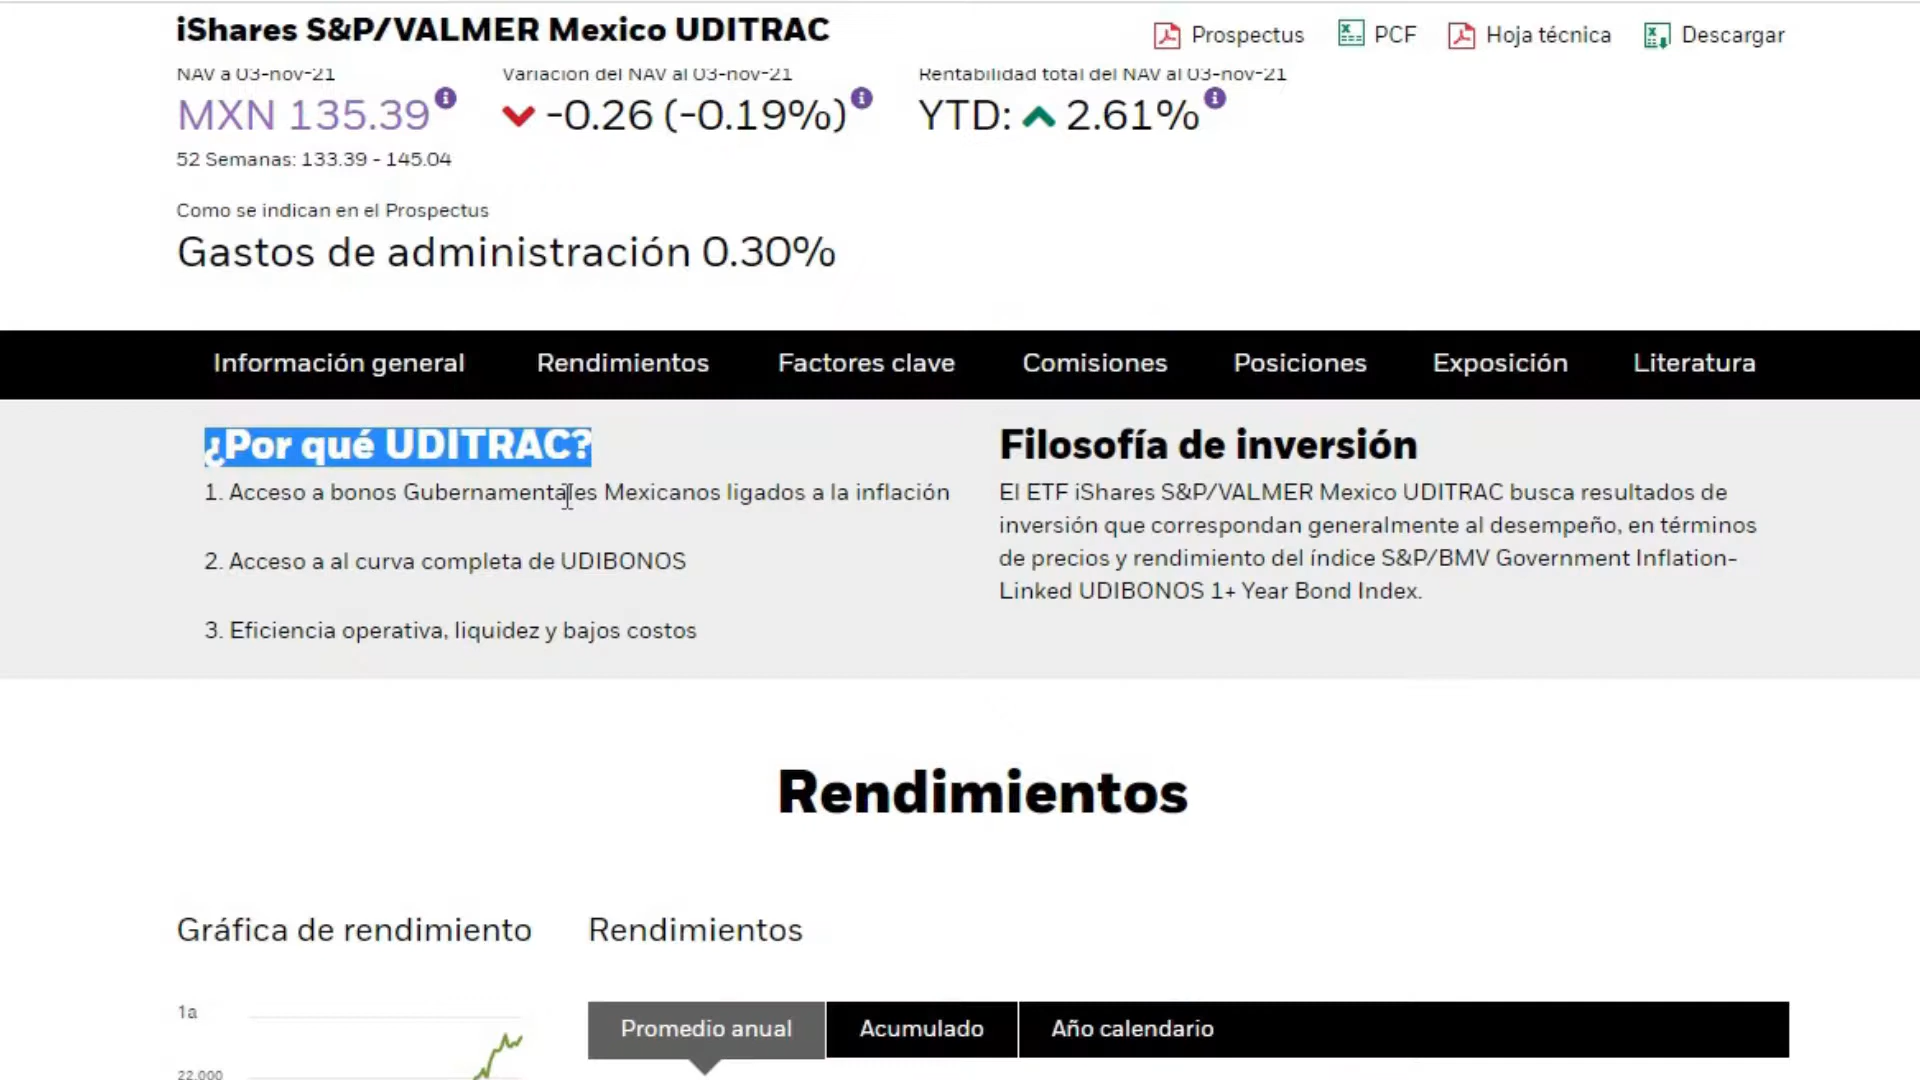 iShares S&P/VALMER Mexico UDITRAC
Prospectus
PCF
Hoja técnica
Descargar
NAV a 03-nov-21
Variación del NAV al 03-nov-21
Rentabilidad total del NAV al 03-nov-21
MXN 135.39
-0.26 (-0.19%)
YTD: 2.61%
52 Semanas: 133.39 - 145.04
Como se indican en el Prospectus
Gastos de administración 0.30%
Información general
Rendimientos
Factores clave
Comisiones
Posiciones
Exposición
Literatura
¿Por qué UDITRAC?
1. Acceso a bonos Gubernamentales Mexicanos ligados a la inflación
2. Acceso a al curva completa de UDIBONOS
3. Eficiencia operativa, liquidez y bajos costos
Filosofía de inversión
El ETF iShares S&P/VALMER Mexico UDITRAC busca resultados de
inversión que correspondan generalmente al desempeño, en términos
de precios y rendimiento del índice S&P/BMV Government Inflation-
Linked UDIBONOS 1+ Year Bond Index.
Rendimientos
Gráfica de rendimiento
Rendimientos
1a
22,000
Promedio anual
Acumulado
Año calendario